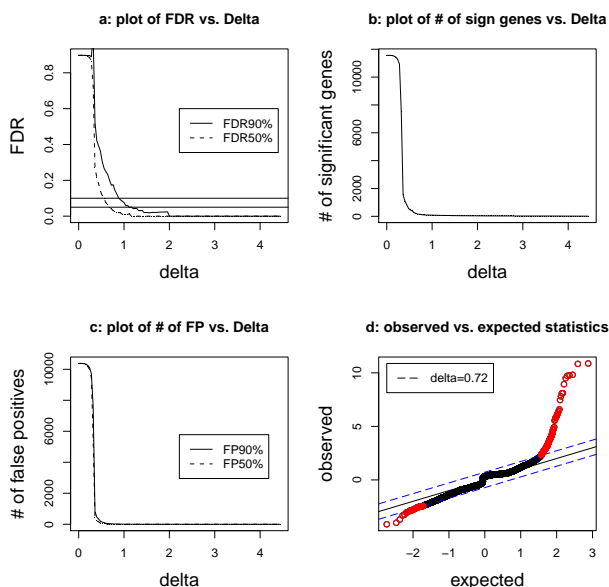 a: plot of FDR vs. Delta
FDR
0.0 0.2 0.4 0.6 0.8
FDR90%
FDR50%
0 1 2 3 4
delta
b: plot of # of sign genes vs. Delta
# of significant genes
0 2000 6000 10000
0 1 2 3 4
delta
c: plot of # of FP vs. Delta
# of false positives
0 2000 6000 10000
FP90%
FP50%
0 1 2 3 4
delta
d: observed vs. expected statistics
observed
0 5 10
delta=0.72
−2 −1 0 1 2 3
expected